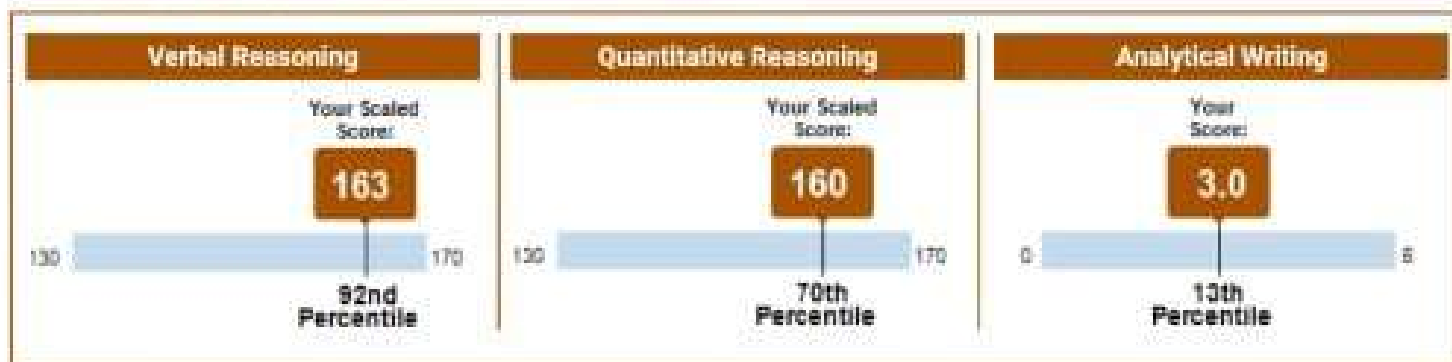 Verbal Reasoning
Your Scaled
Score:
163
130
170
92nd
Percentile
Quantitative Reasoning
Your Scaled
Score:
160
130
170
70th
Percentile
Analytical Writing
Your
Score:
3.0
0
6
13th
Percentile